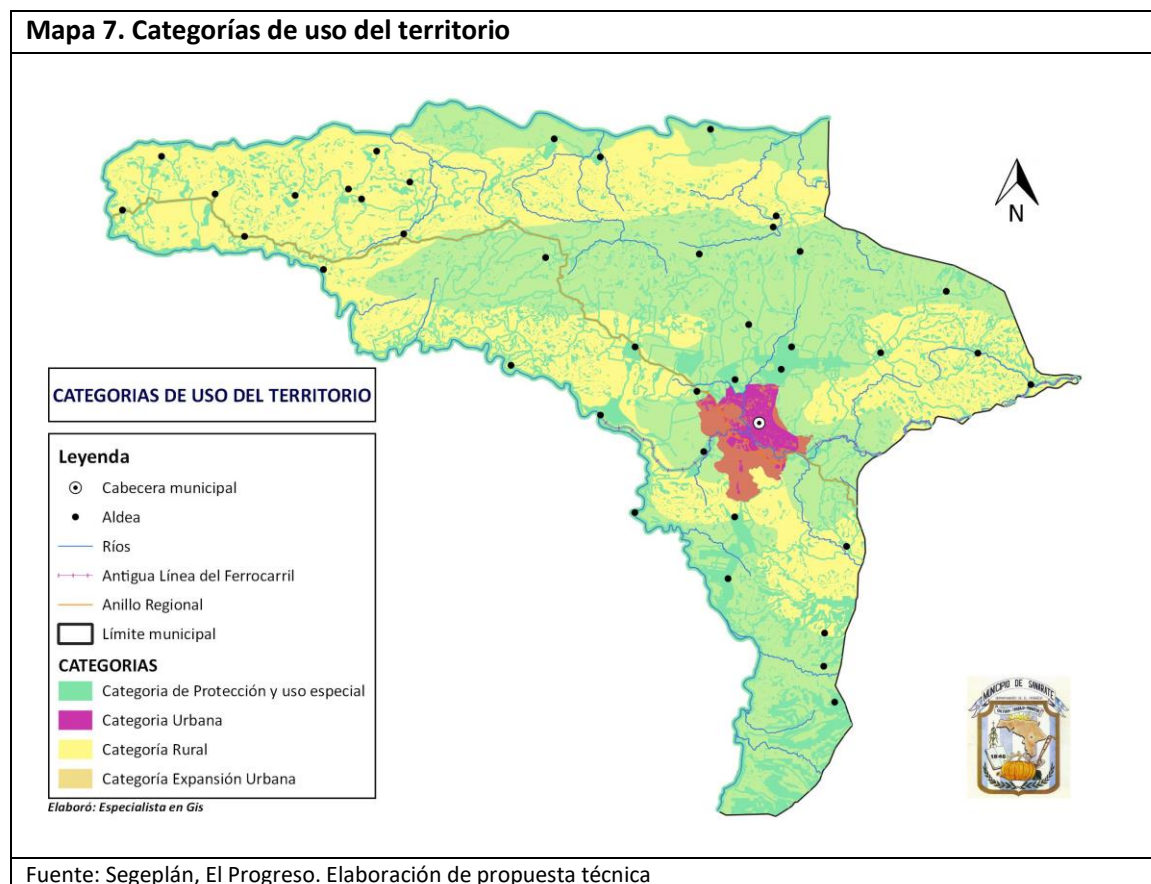 Mapa 7. Categorías de uso del territorio
N
CATEGORIAS DE USO DEL TERRITORIO
Leyenda
Cabecera municipal
Aldea
Ríos
Antigua Línea del Ferrocarril
Anillo Regional
Límite municipal
CATEGORIAS
Categoria de Protección y uso especial
Categoria Urbana
Categoría Rural
Categoría Expansión Urbana
Elaboró: Especialista en Gis
MUNICIPIO DE SANARATE
Fuente: Segeplán, El Progreso. Elaboración de propuesta técnica